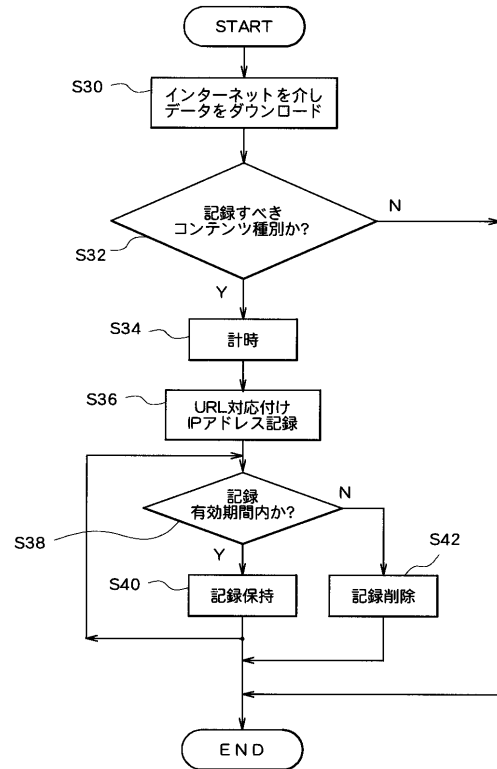 START
S30
インターネットを介し
データをダウンロード
記録すべき
コンテンツ種別か?
N
S32
Y
S34
計時
S36
URL対応付け
IPアドレス記録
記録
有効期間内か?
N
S38
Y
S42
S40
記録保持
記録削除
END